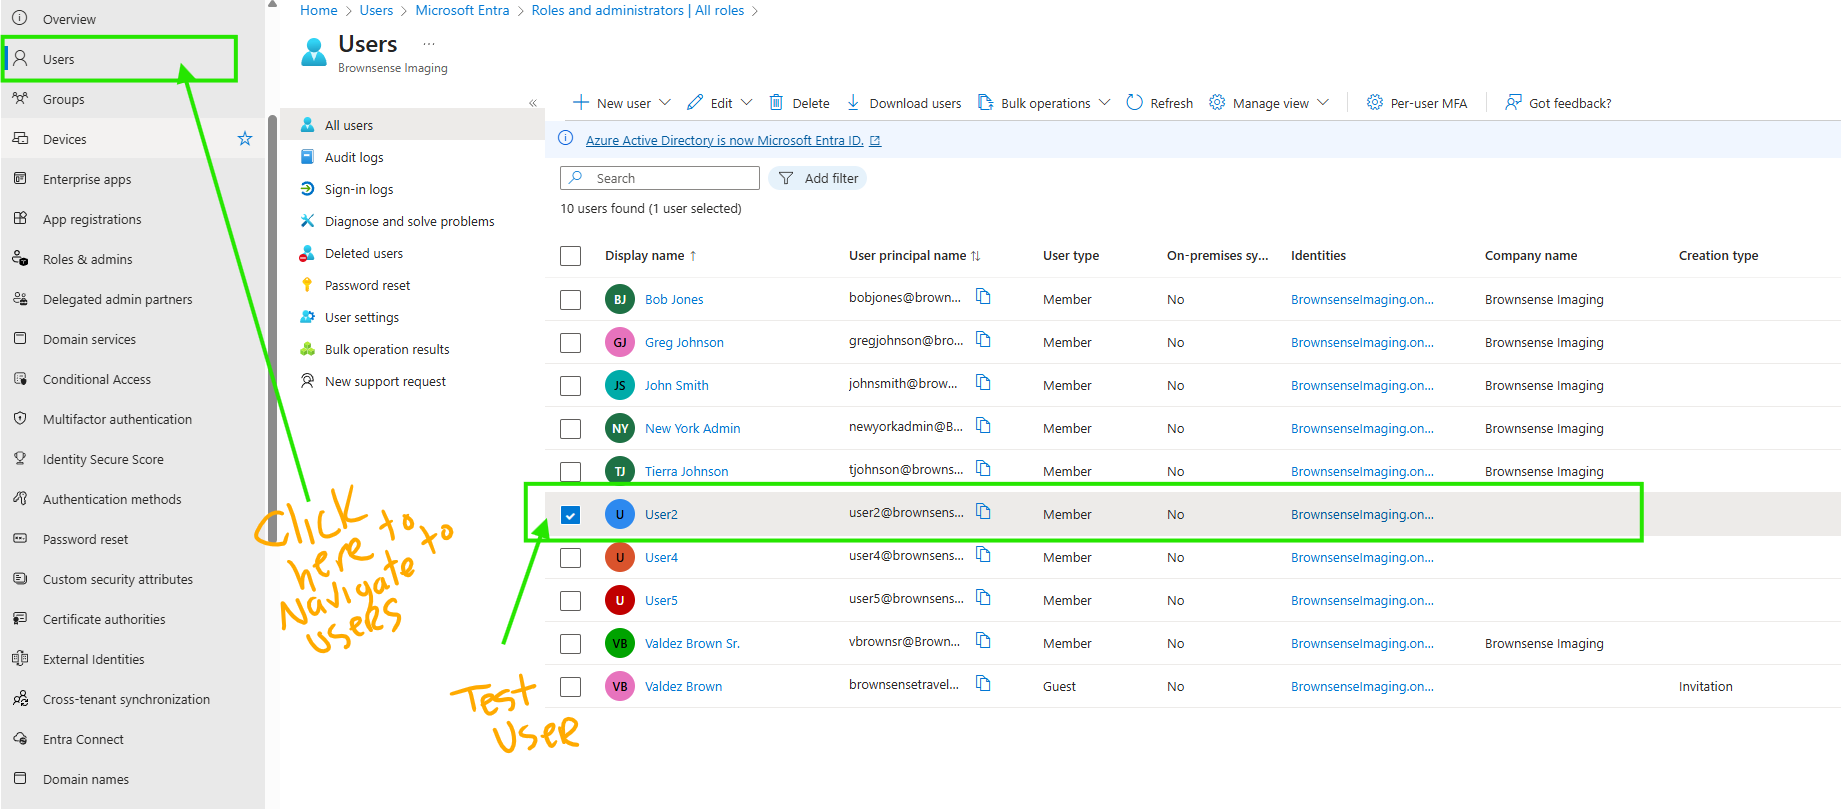 Overview
Users
Groups
Devices
Enterprise apps
App registrations
Roles & admins
Delegated admin partners
Domain services
Conditional Access
Multifactor authentication
Identity Secure Score
Authentication methods
Password reset
Custom security attributes
Certificate authorities
External Identities
Cross-tenant synchronization
Entra Connect
Domain names
Click
here to
Navigate to
users
Home > Users > Microsoft Entra > Roles and administrators | All roles >
Users ...
Brownsense Imaging
«
All users
Audit logs
Sign-in logs
Diagnose and solve problems
Deleted users
Password reset
User settings
Bulk operation results
New support request
New user Edit Delete Download users Bulk operations Refresh Manage view Per-user MFA Got feedback?
Azure Active Directory is now Microsoft Entra ID.
Search Add filter
10 users found (1 user selected)
Display name ↑ User principal name ↑↓ User type On-premises sy... Identities Company name Creation type
BJ Bob Jones bobjones@brown... Member No BrownsenseImaging.on... Brownsense Imaging
GJ Greg Johnson gregjohnson@bro... Member No BrownsenseImaging.on... Brownsense Imaging
JS John Smith johnsmith@brow... Member No BrownsenseImaging.on... Brownsense Imaging
NY New York Admin newyorkadmin@B... Member No BrownsenseImaging.on... Brownsense Imaging
TJ Tierra Johnson tjohnson@browns... Member No BrownsenseImaging.on... Brownsense Imaging
U User2 user2@brownsens... Member No BrownsenseImaging.on...
U User4 user4@brownsens... Member No BrownsenseImaging.on...
U User5 user5@brownsens... Member No BrownsenseImaging.on...
VB Valdez Brown Sr. vbrownsr@Brown... Member No BrownsenseImaging.on... Brownsense Imaging
VB Valdez Brown brownsensetravel... Guest No BrownsenseImaging.on... Invitation
Test
User